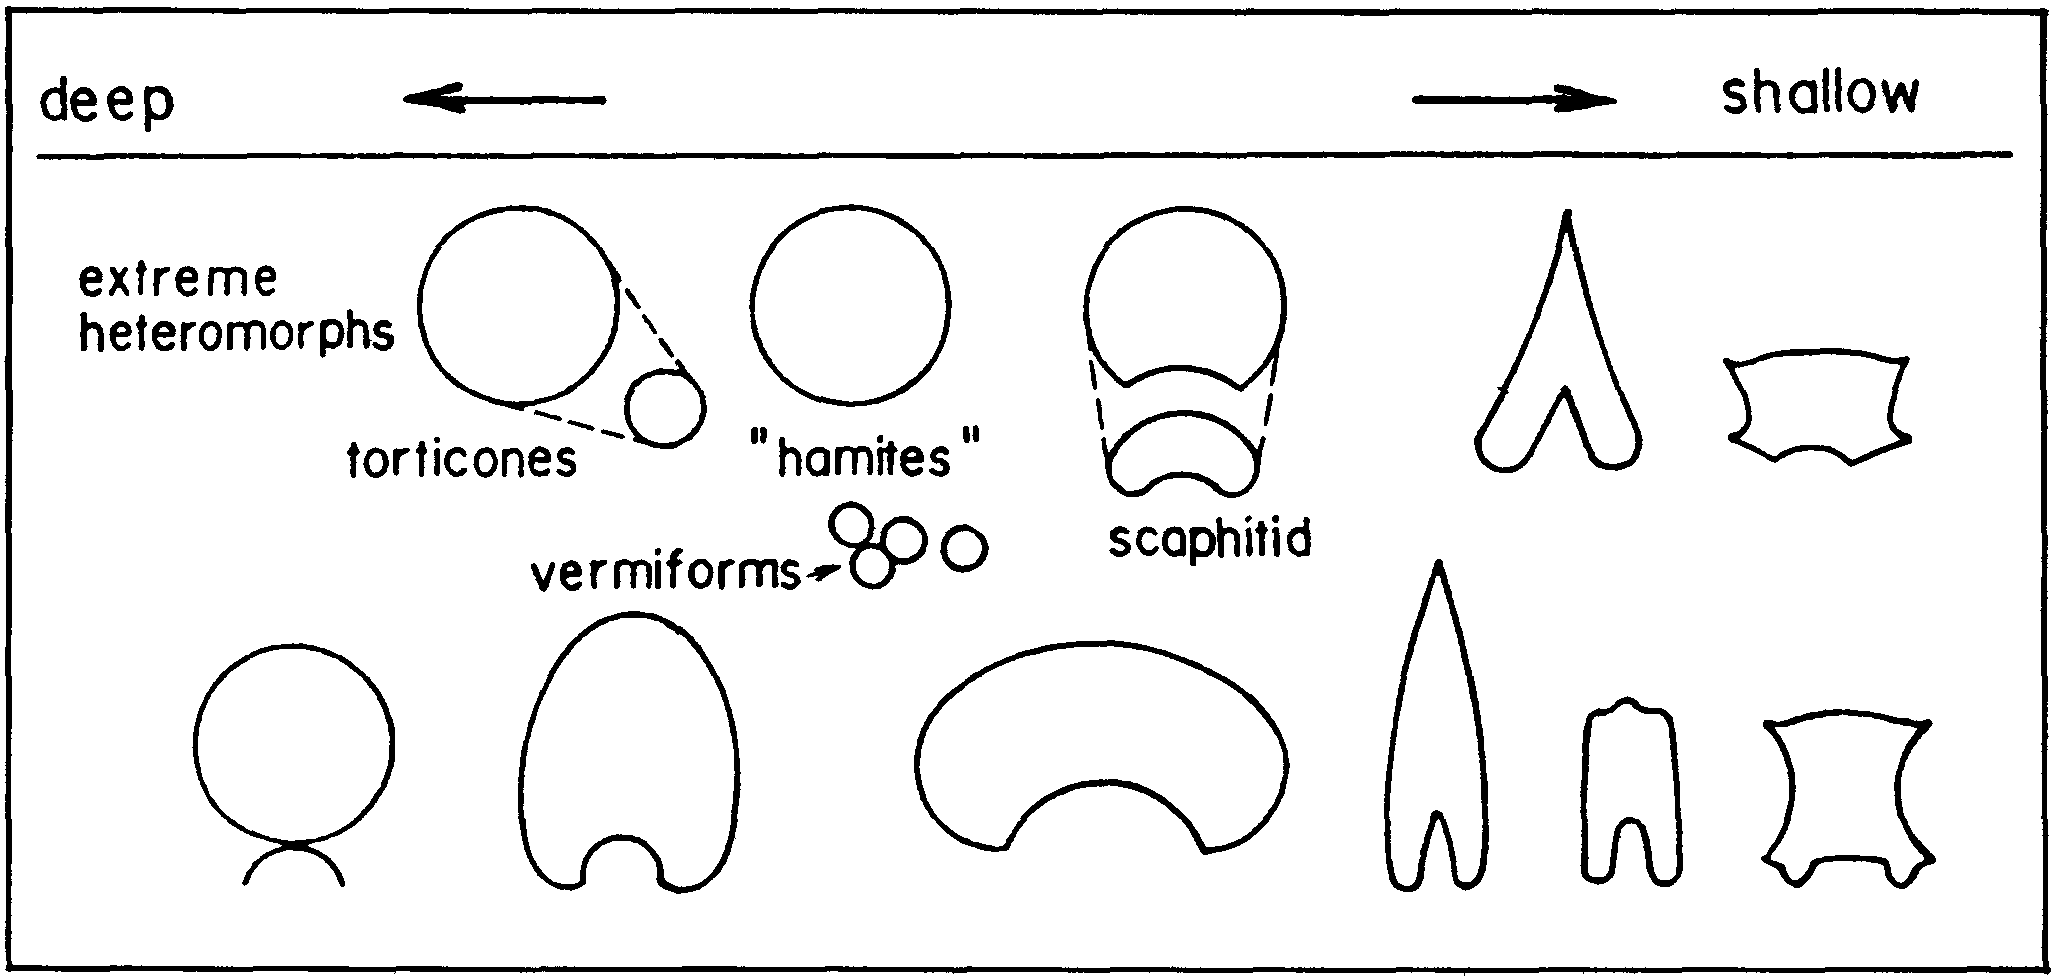 deep
shallow
extreme
heteromorphs
torticones
"hamites"
scaphitid
vermiforms